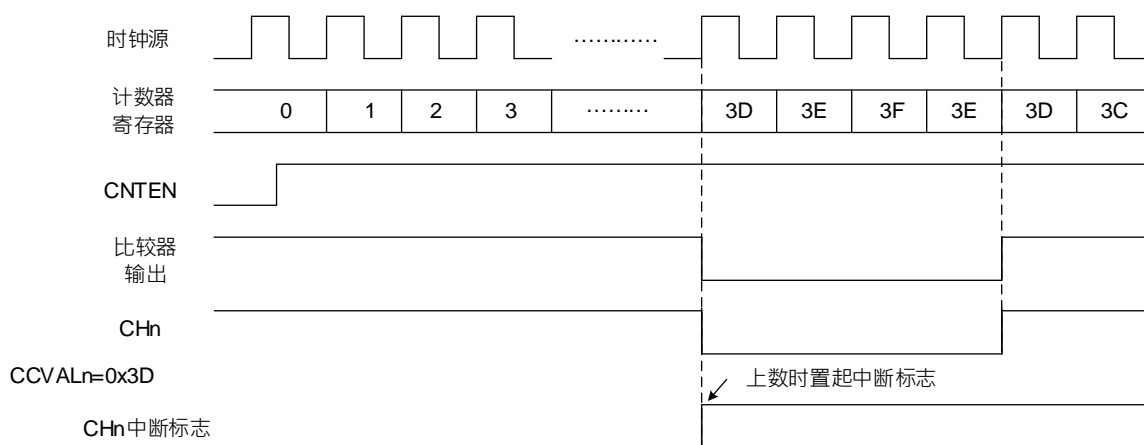 时钟源
…………
计数器
寄存器
0 1 2 3 ……… 3D 3E 3F 3E 3D 3C
CNTEN
比较器
输出
CHn
CCVALn=0x3D
上数时置起中断标志
CHn中断标志